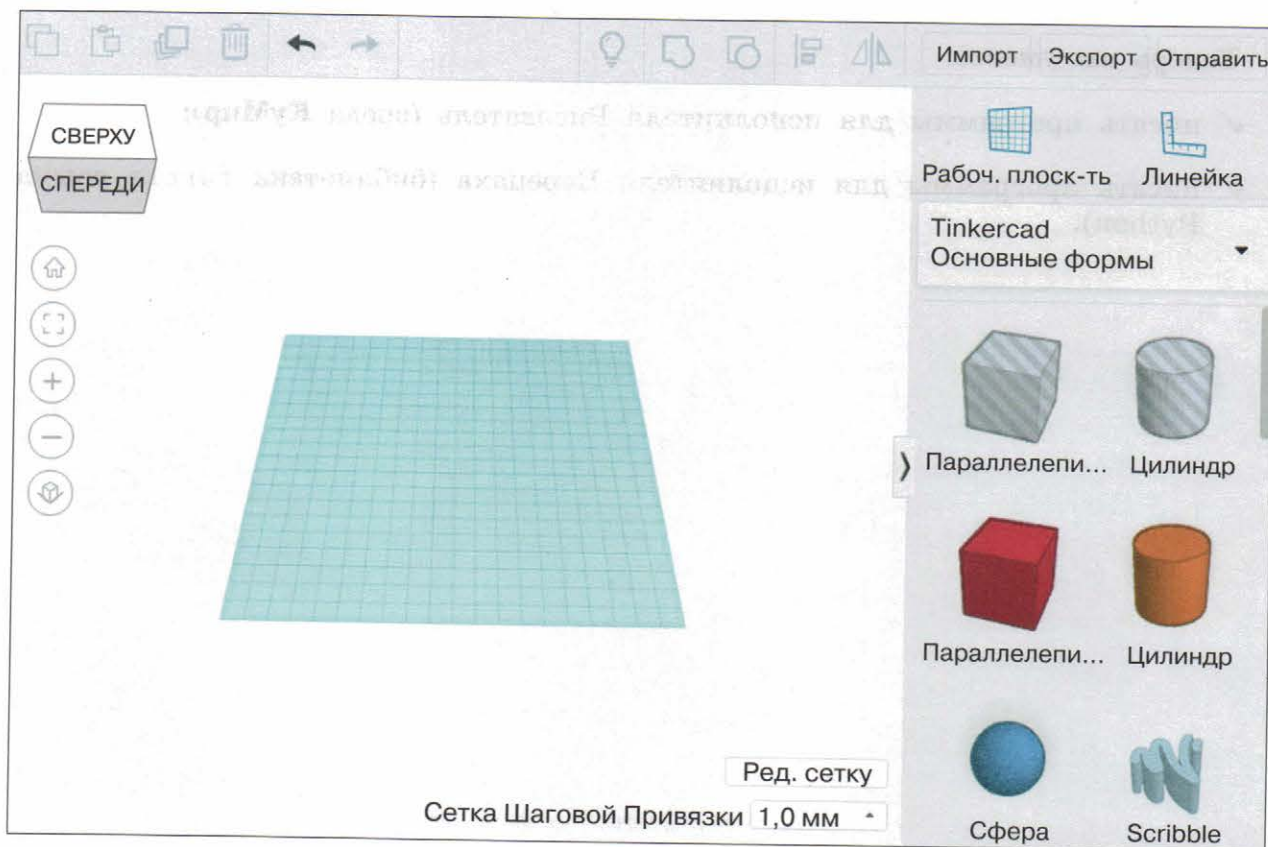 Импорт Экспорт Отправить
СВЕРХУ
СПЕРЕДИ
Рабоч. плоск-ть Линейка
Tinkercad
Основные формы
Параллелепи... Цилиндр
Параллелепи... Цилиндр
Сфера Scribble
Ред. сетку
Сетка Шаговой Привязки 1,0 мм